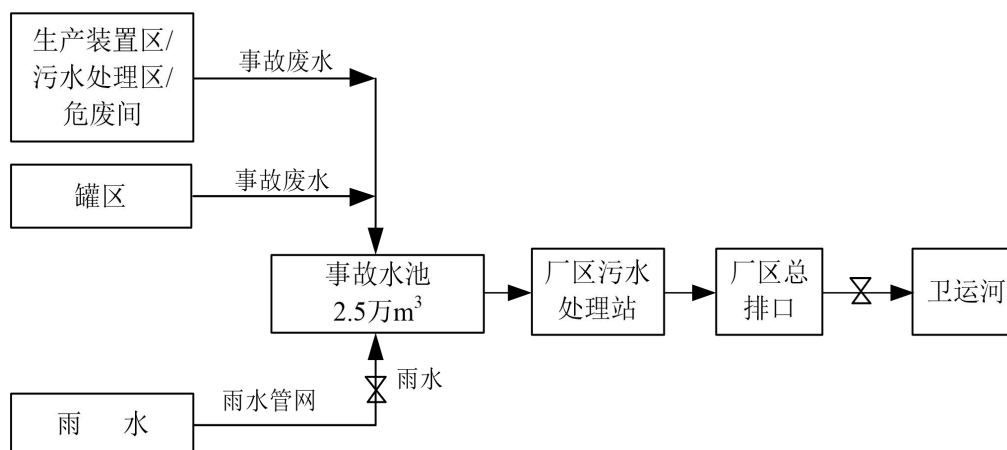 生产装置区/
污水处理区/
危废间
事故废水
罐区
事故废水
事故水池
2.5万m³
厂区污水
处理站
厂区总
排口
卫运河
雨水
雨水管网
雨 水